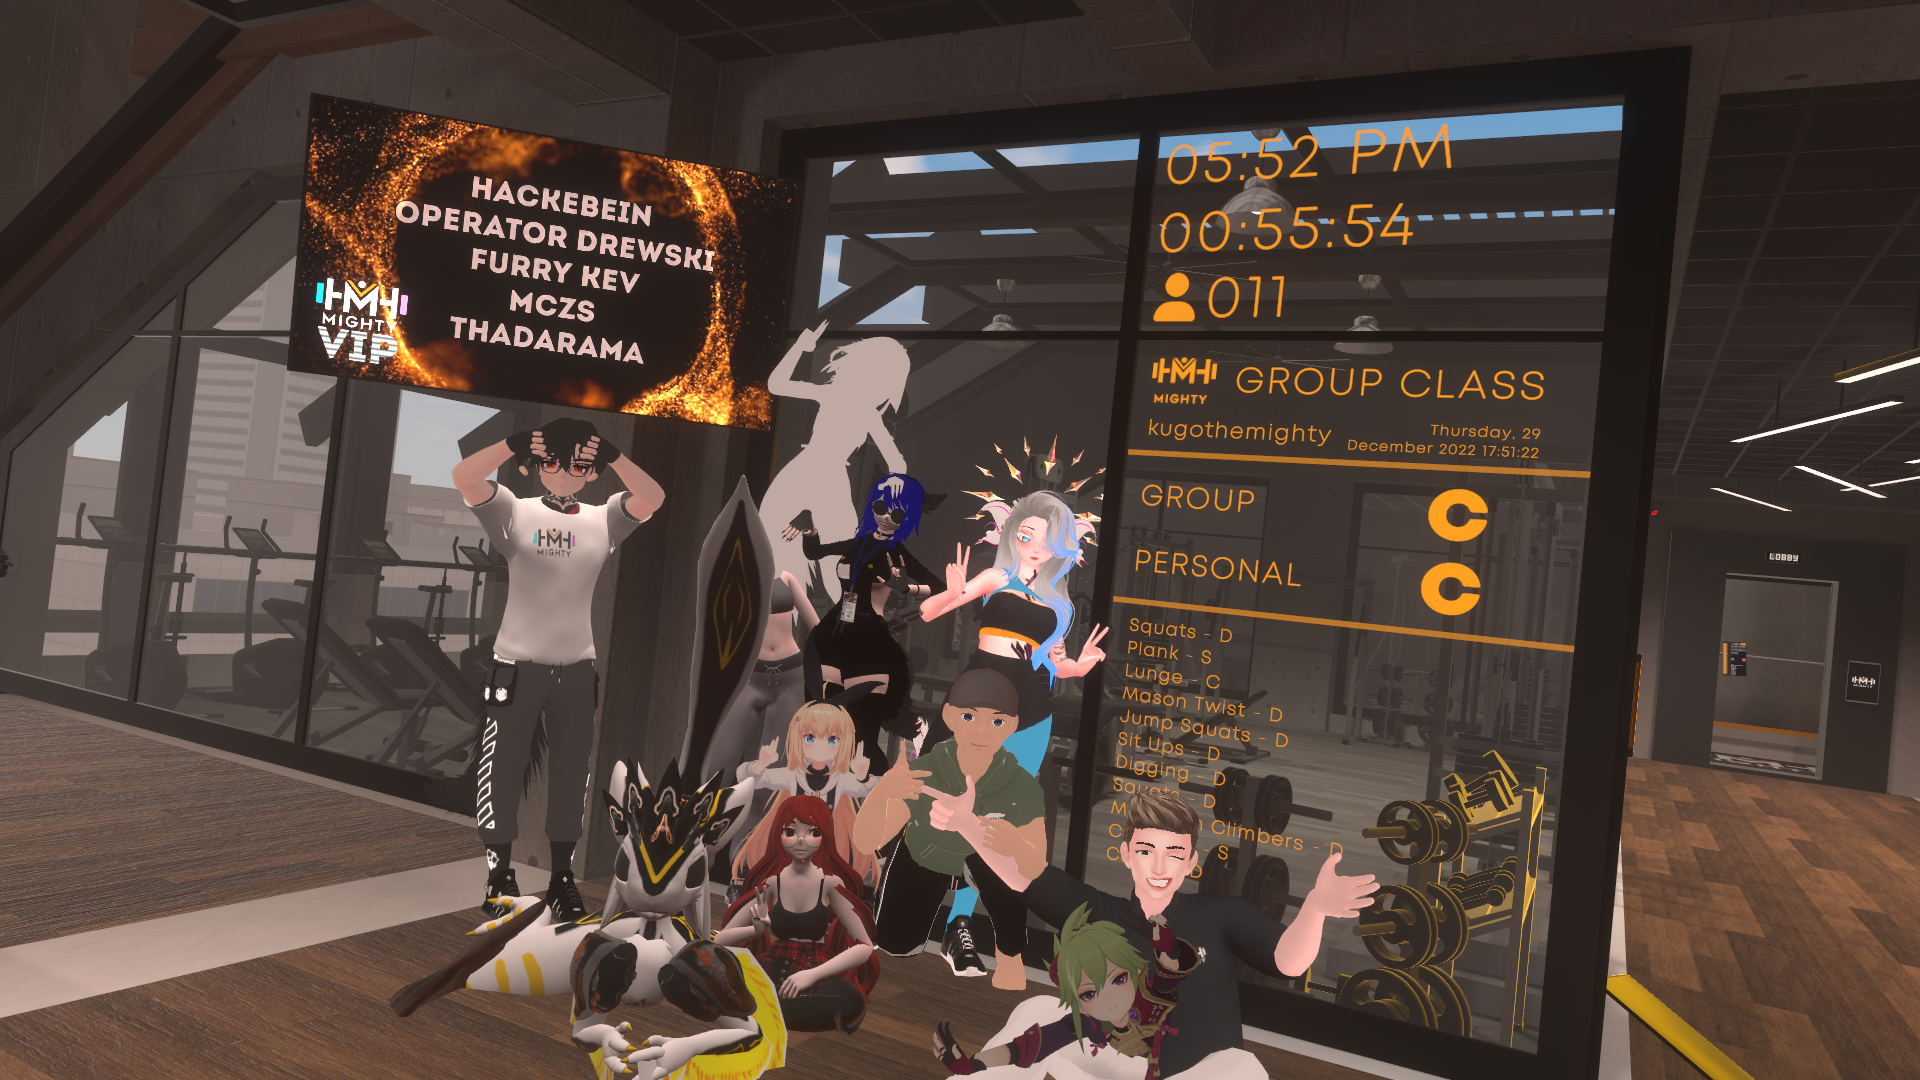 HACKEBEIN
OPERATOR DREWSKI
FURRY KEV
MCZS
THADARAMA
MIGHTY
VIP
05:52 PM
00:55:54
011
MIGHTY
GROUP CLASS
kugothemighty
Thursday, 29
December 2022 17:51:22
GROUP C
PERSONAL C
Squats - D
Plank - S
Lunge - C
Mason Twist - D
Jump Squats - D
Sit Ups - D
Digging - D
Squats - D
Climbers - D
- S
D
MIGHTY
LOBBY